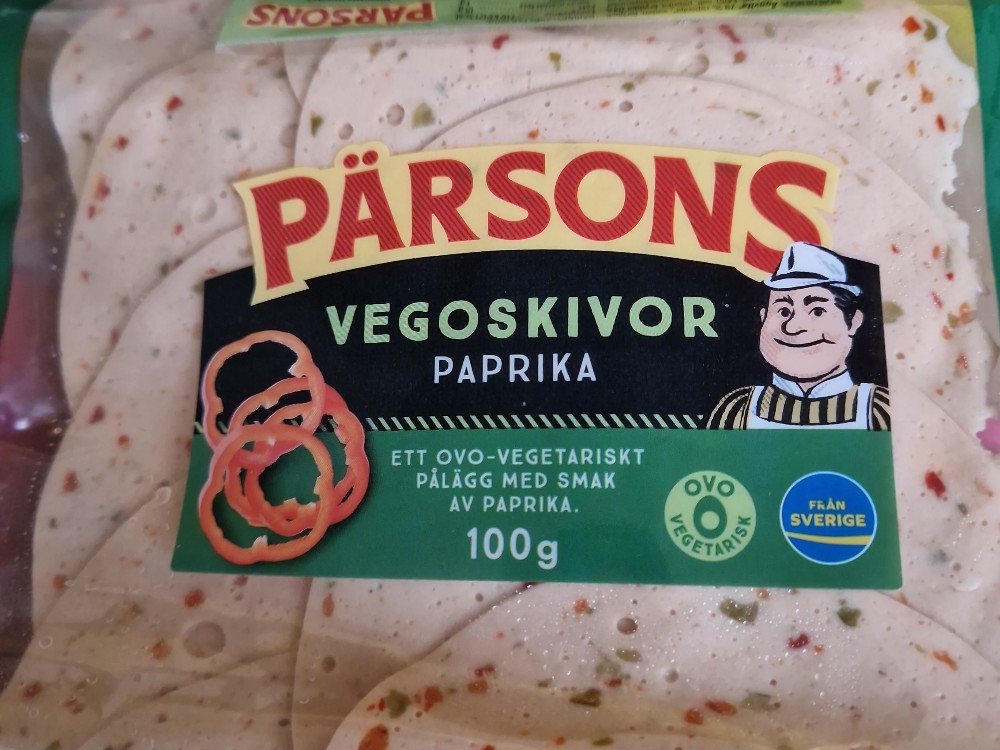 PÄRSONS
PÄRSONS
VEGOSKIVOR
PAPRIKA
ETT OVO-VEGETARISKT
PÅLÄGG MED SMAK
AV PAPRIKA.
100g
OVO
VEGETARISK
FRÅN
SVERIGE